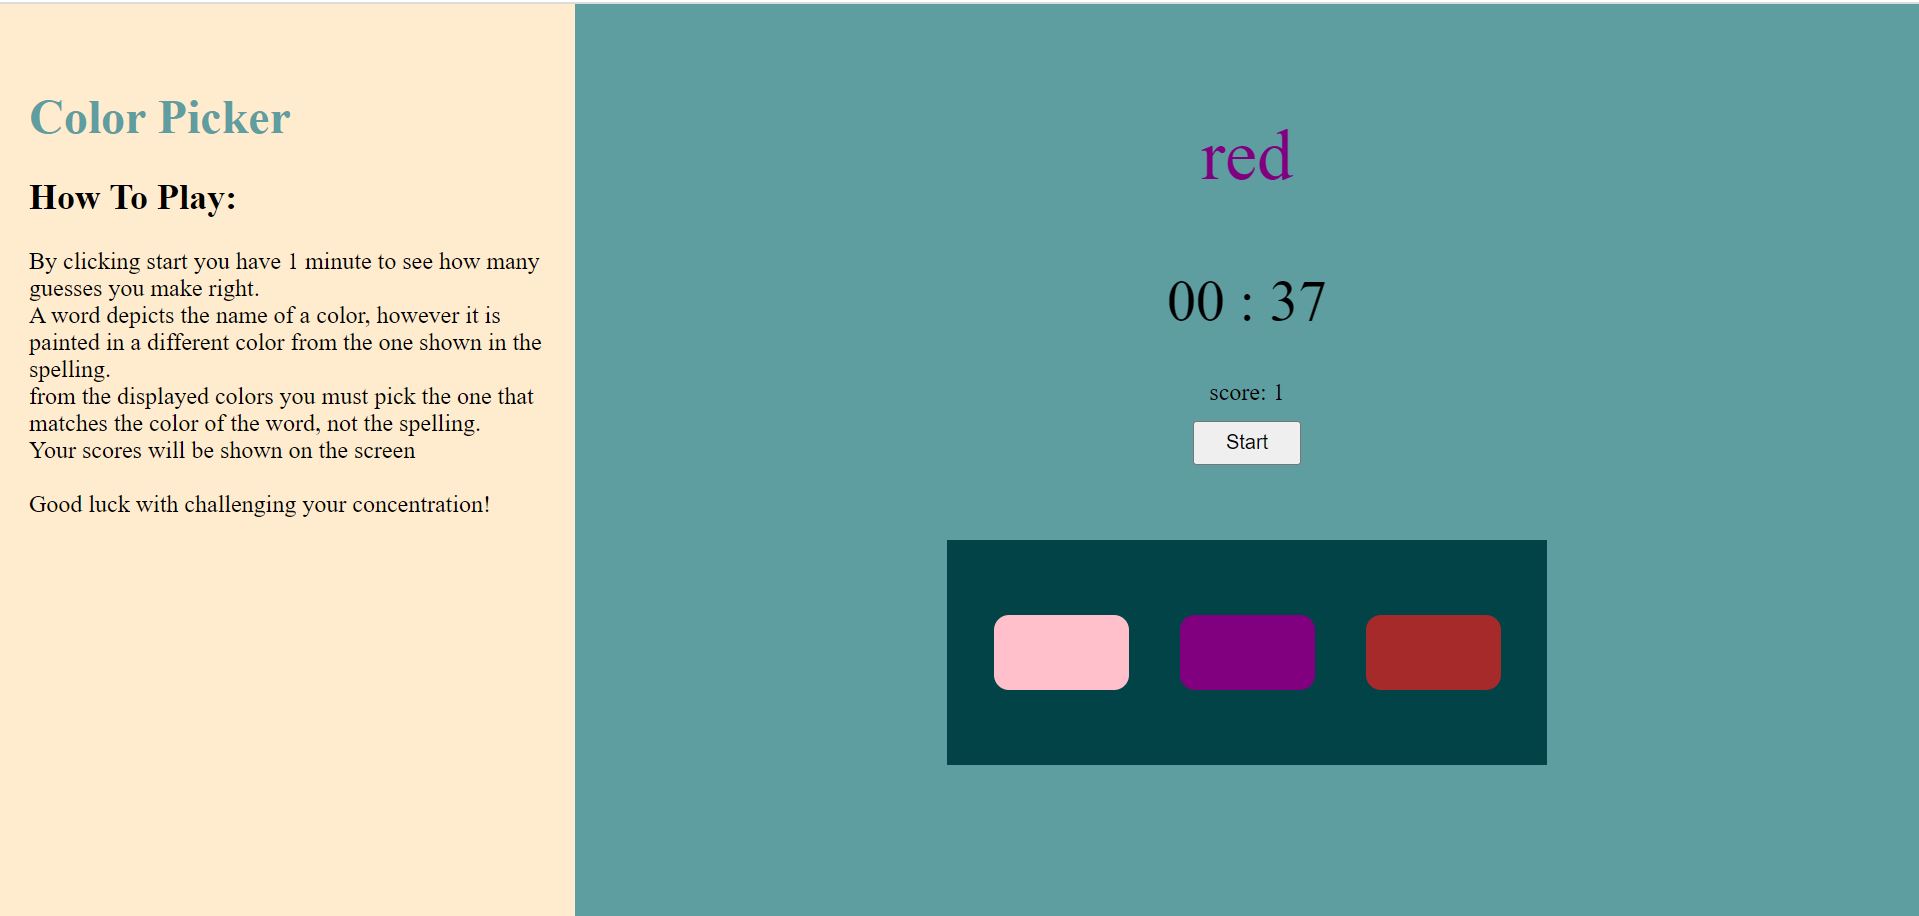 Color Picker
How To Play:
By clicking start you have 1 minute to see how many
guesses you make right.
A word depicts the name of a color, however it is
painted in a different color from the one shown in the
spelling.
from the displayed colors you must pick the one that
matches the color of the word, not the spelling.
Your scores will be shown on the screen
Good luck with challenging your concentration!
red
00 : 37
score: 1
Start